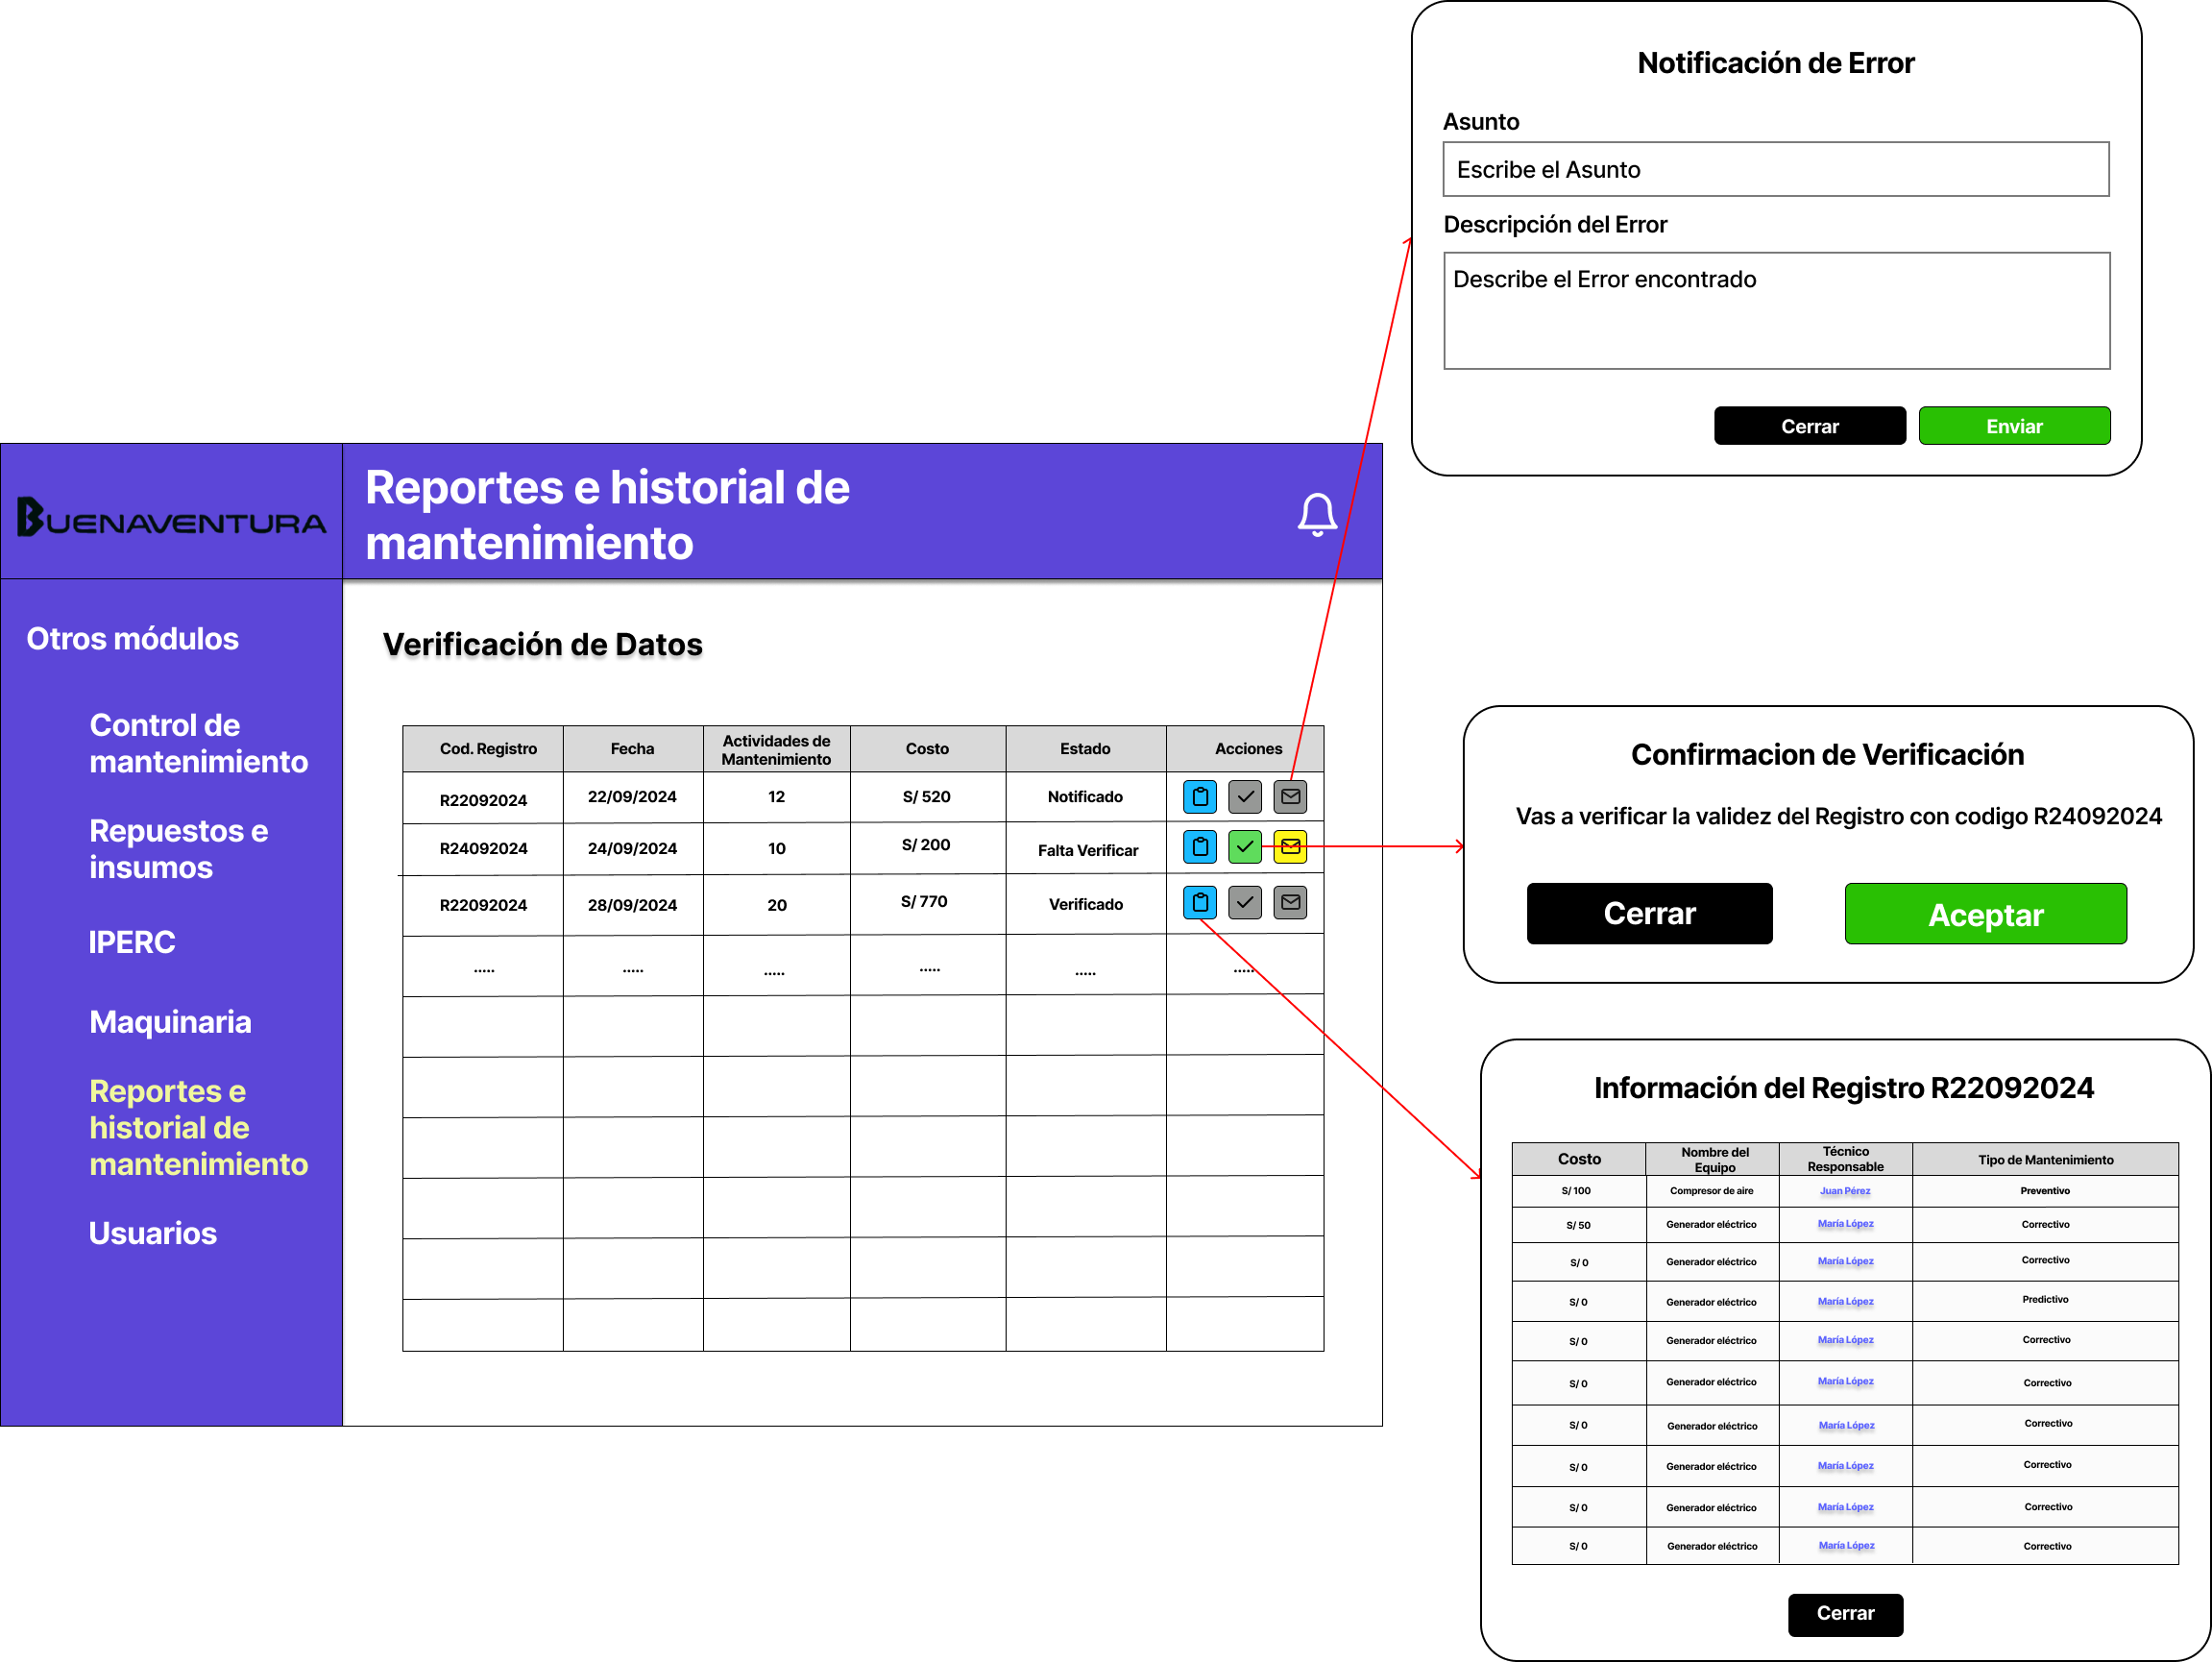 Notificación de Error
Asunto
Escribe el Asunto
Descripción del Error
Describe el Error encontrado
Cerrar Enviar
BUENAVENTURA
Reportes e historial de
mantenimiento
Otros módulos
Control de
mantenimiento
Repuestos e
insumos
IPERC
Maquinaria
Reportes e
historial de
mantenimiento
Usuarios
Verificación de Datos
Cod. Registro Fecha Actividades de Mantenimiento Costo Estado Acciones
R22092024 22/09/2024 12 S/ 520 Notificado
R24092024 24/09/2024 10 S/ 200 Falta Verificar
R22092024 28/09/2024 20 S/ 770 Verificado
..... ..... ..... ..... ..... .....
Confirmacion de Verificación
Vas a verificar la validez del Registro con codigo R24092024
Cerrar Aceptar
Información del Registro R22092024
Costo Nombre del Equipo Técnico Responsable Tipo de Mantenimiento
S/ 100 Compresor de aire Juan Pérez Preventivo
S/ 50 Generador eléctrico María López Correctivo
S/ 0 Generador eléctrico María López Correctivo
S/ 0 Generador eléctrico María López Predictivo
S/ 0 Generador eléctrico María López Correctivo
S/ 0 Generador eléctrico María López Correctivo
S/ 0 Generador eléctrico María López Correctivo
S/ 0 Generador eléctrico María López Correctivo
S/ 0 Generador eléctrico María López Correctivo
S/ 0 Generador eléctrico María López Correctivo
Cerrar